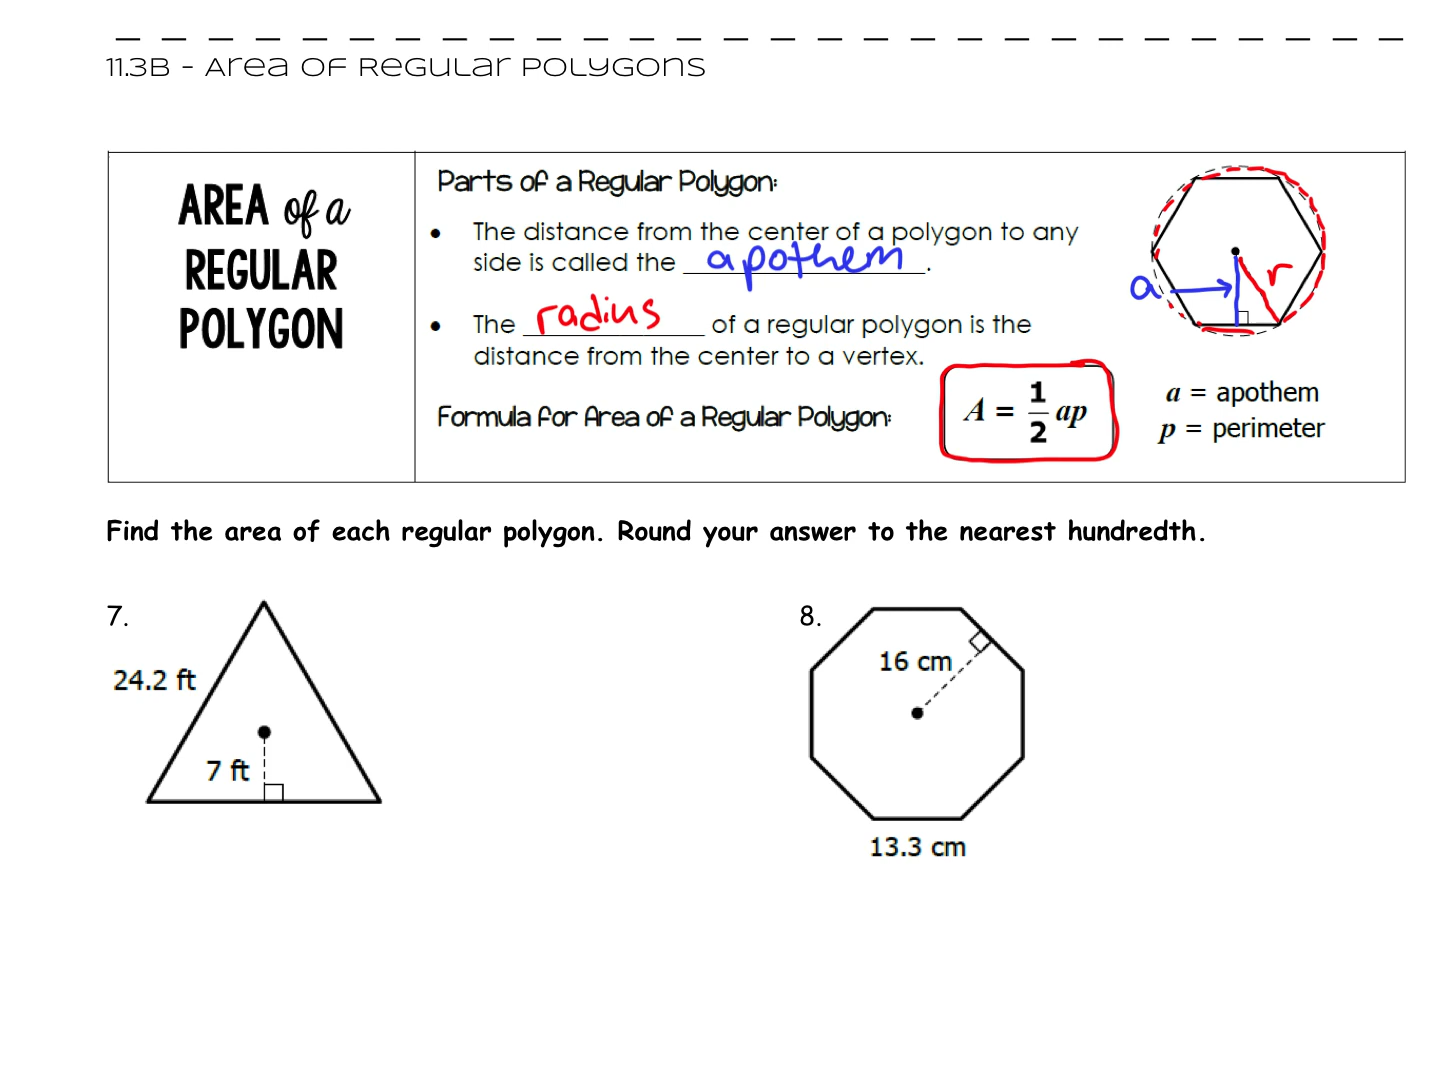 11.3B - Area of Regular Polygons
AREA of a
REGULAR
POLYGON
Parts of a Regular Polygon:
• The distance from the center of a polygon to any
side is called the apothem.
• The radius of a regular polygon is the
distance from the center to a vertex.
Formula for Area of a Regular Polygon:
A = 1/2 ap
a
r
a = apothem
p = perimeter
Find the area of each regular polygon. Round your answer to the nearest hundredth.
7.
24.2 ft
7 ft
8.
16 cm
13.3 cm